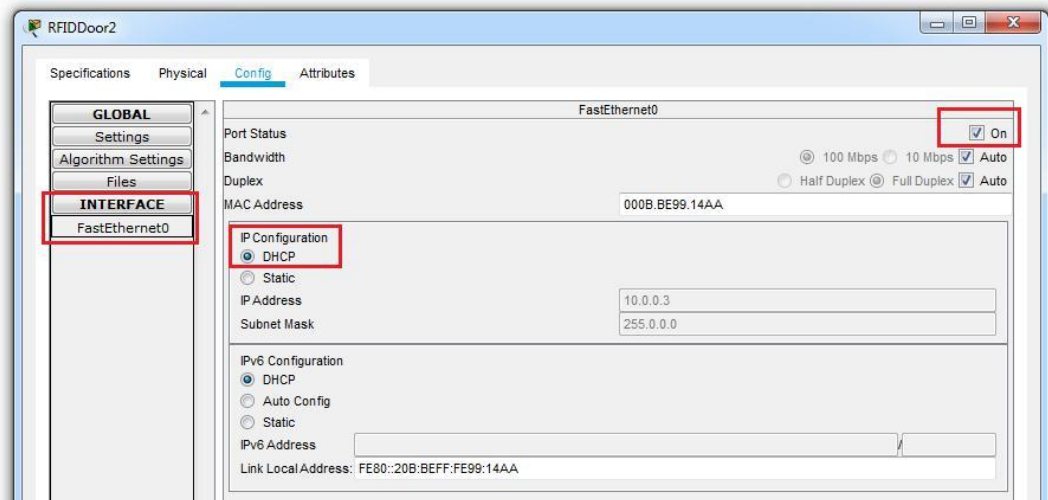 RFIDDoor2
Specifications Physical Config Attributes
GLOBAL
Settings
Algorithm Settings
Files
INTERFACE
FastEthernet0
FastEthernet0
Port Status On
Bandwidth 100 Mbps 10 Mbps Auto
Duplex Half Duplex Full Duplex Auto
MAC Address 000B.BE99.14AA
IP Configuration
DHCP
Static
IP Address 10.0.0.3
Subnet Mask 255.0.0.0
IPv6 Configuration
DHCP
Auto Config
Static
IPv6 Address /
Link Local Address: FE80::20B:BEFF:FE99:14AA